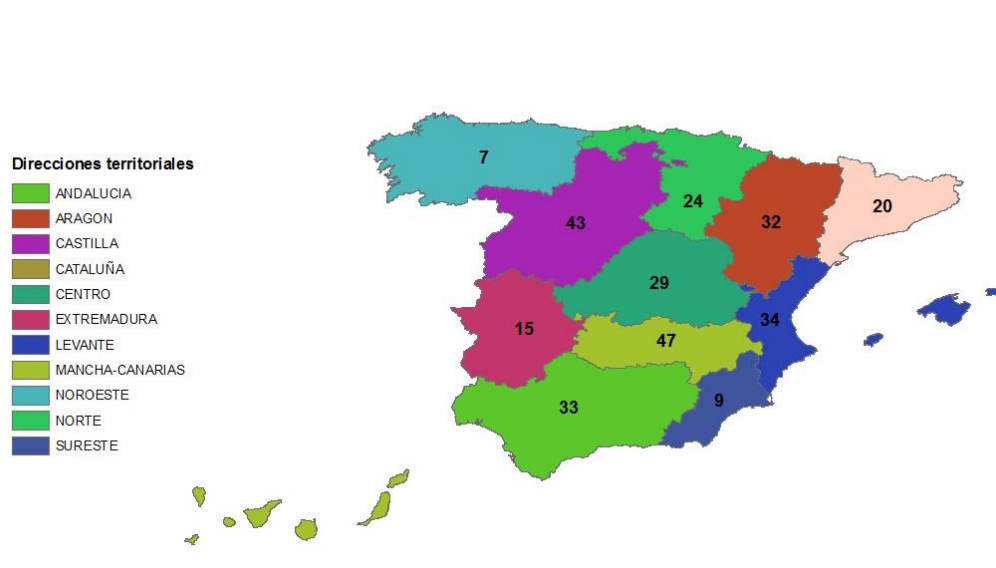 Direcciones territoriales
ANDALUCIA
ARAGON
CASTILLA
CATALUÑA
CENTRO
EXTREMADURA
LEVANTE
MANCHA-CANARIAS
NOROESTE
NORTE
SURESTE
7
43
24
32
20
29
34
15
47
33
9